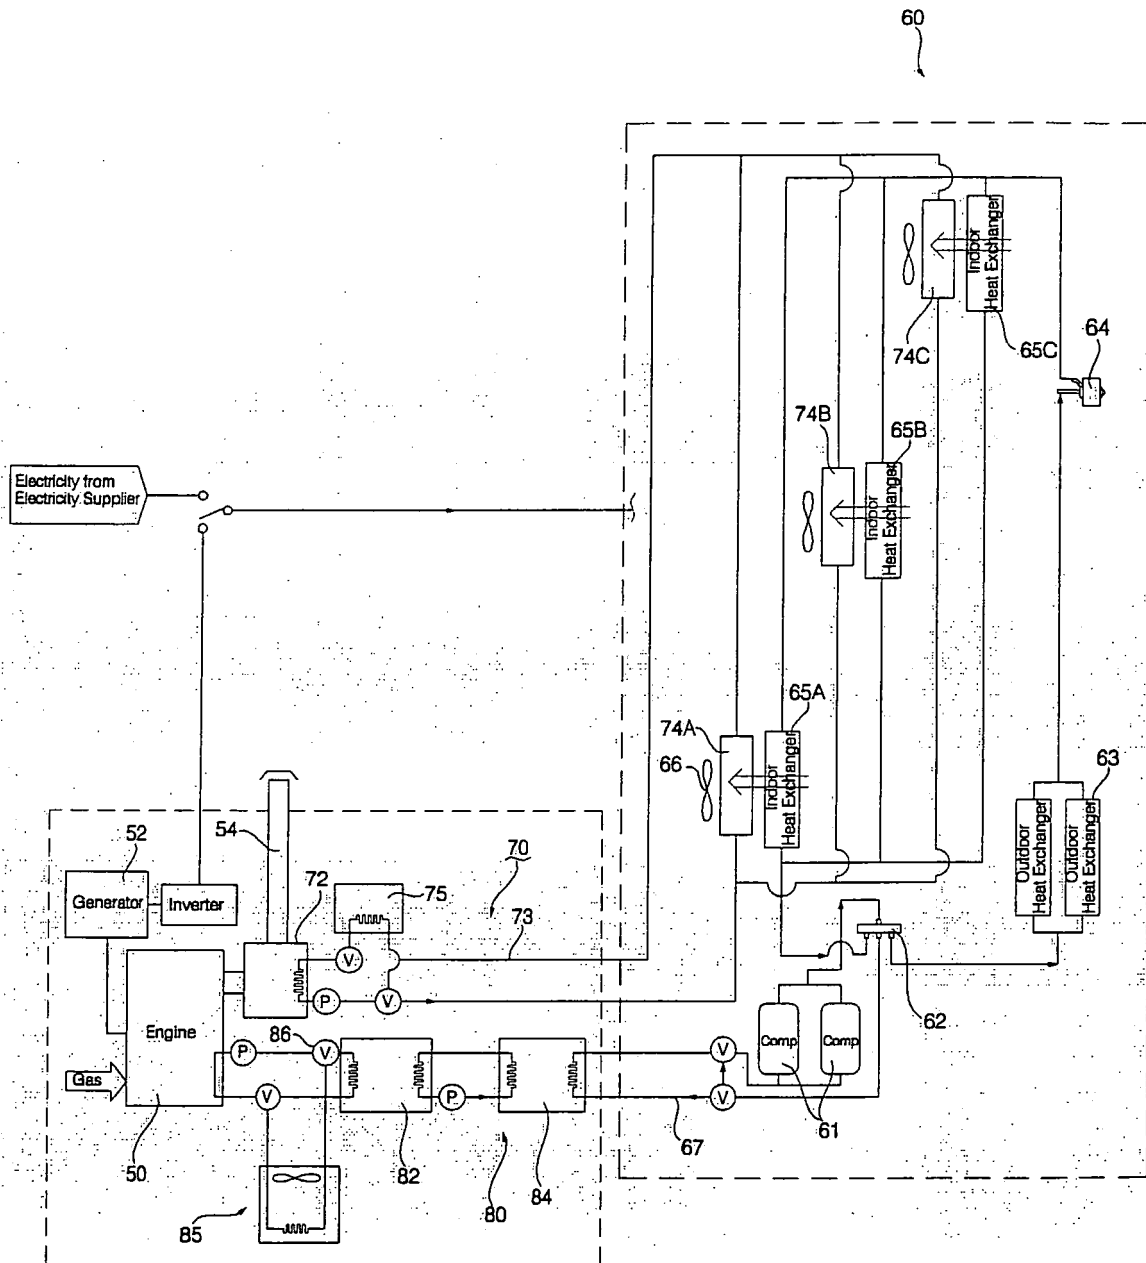 60
Indoor
Heat Exchanger
74C
65C
64
74B
65B
Indoor
Heat Exchanger
Electricity from
Electricity Supplier
65A
74A
66
Indoor
Heat Exchanger
63
Outdoor
Heat Exchanger
Outdoor
Heat Exchanger
54
52
70
72
75
Generator
Inverter
73
62
V
P
V
Engine
Comp
Comp
86
P
V
V
Gas
V
P
V
67
61
50
82
84
80
85